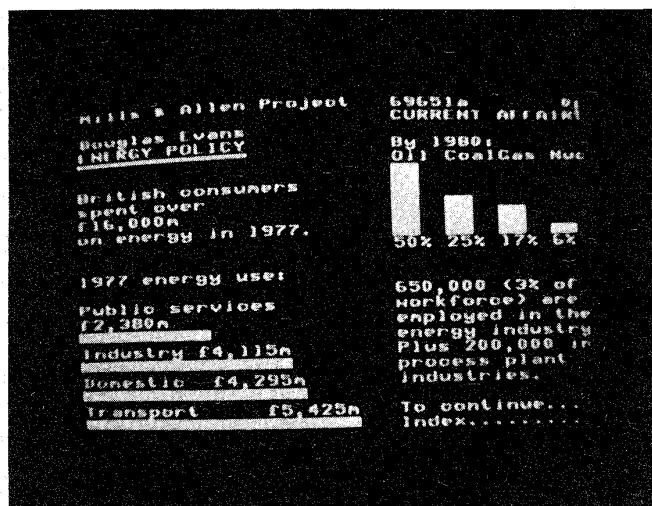 Mills & Allen Project
Douglas Evans
ENERGY POLICY
British consumers
spent over
£16,000m
on energy in 1977.
1977 energy use:
Public services
£2,380m
Industry £4,115m
Domestic £4,295m
Transport £5,425m
69651a
CURRENT AFFAIR
By 1980:
Oil CoalGas Nuc
50% 25% 17% 6%
650,000 (3% of
workforce) are
employed in the
energy industry
Plus 200,000 in
process plant
industries.
To continue...
Index.........